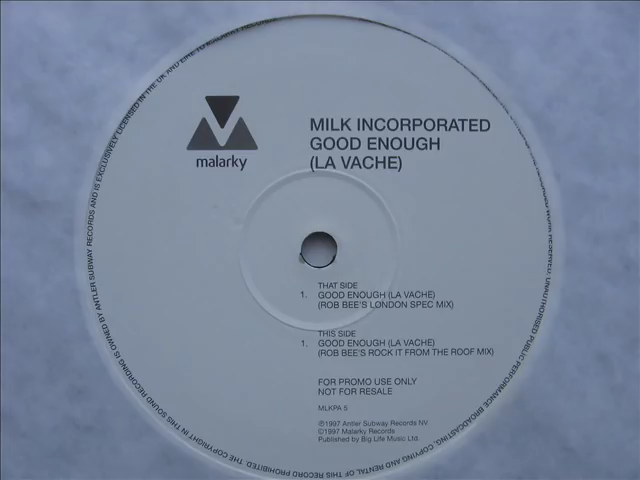 malarky
MILK INCORPORATED
GOOD ENOUGH
(LA VACHE)
THAT SIDE
1. GOOD ENOUGH (LA VACHE)
(ROB BEE'S LONDON SPEC MIX)
THIS SIDE
1. GOOD ENOUGH (LA VACHE)
(ROB BEE'S ROCK IT FROM THE ROOF MIX)
FOR PROMO USE ONLY
NOT FOR RESALE
MLKPA 5
℗1997 Antler Subway Records NV
©1997 Malarky Records
Published by Big Life Music Ltd.
THE COPYRIGHT IN THIS SOUND RECORDING IS OWNED BY ANTLER SUBWAY RECORDS AND IS EXCLUSIVELY LICENSED IN THE UK AND EIRE TO MALARKY RECORDS.
WORK RESERVED. UNAUTHORISED PUBLIC PERFORMANCE, BROADCASTING, COPYING AND RENTAL OF THIS RECORD PROHIBITED.